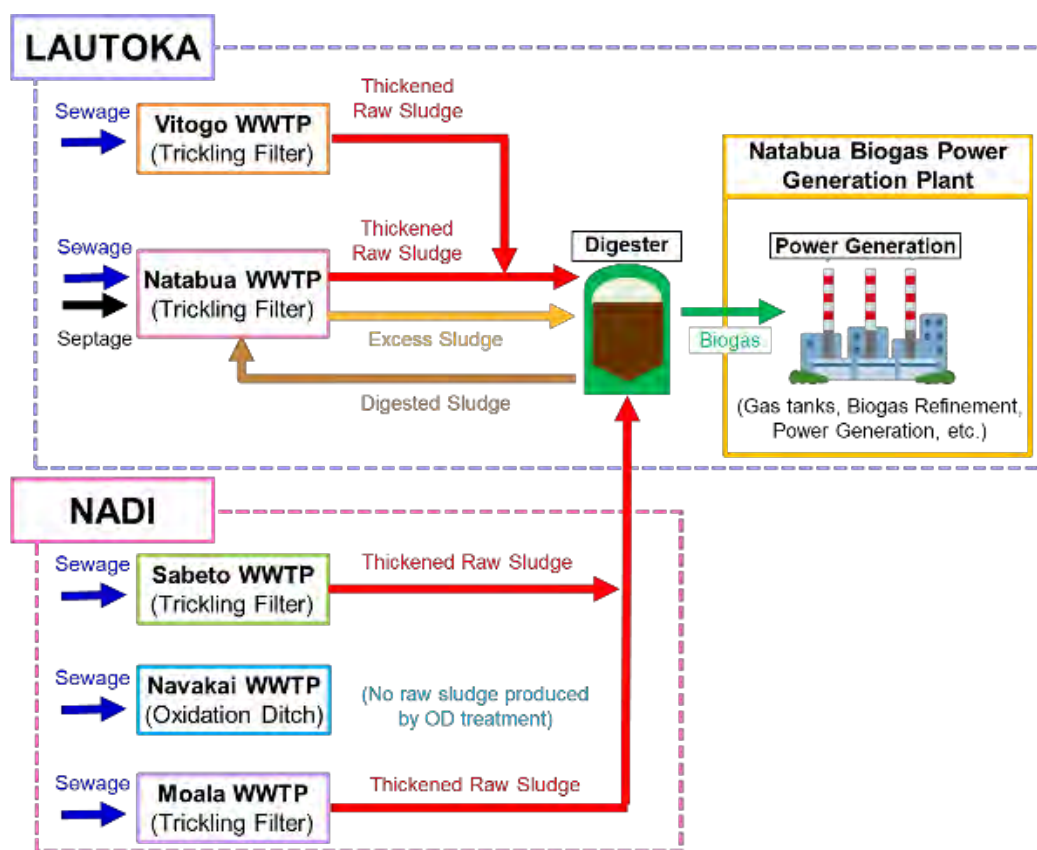 LAUTOKA
Sewage
Vitogo WWTP
(Trickling Filter)
Thickened
Raw Sludge
Sewage
Septage
Natabua WWTP
(Trickling Filter)
Thickened
Raw Sludge
Excess Sludge
Digested Sludge
Digester
Biogas
Natabua Biogas Power
Generation Plant
Power Generation
(Gas tanks, Biogas Refinement,
Power Generation, etc.)
NADI
Sewage
Sabeto WWTP
(Trickling Filter)
Thickened Raw Sludge
Sewage
Navakai WWTP
(Oxidation Ditch)
(No raw sludge produced
by OD treatment)
Sewage
Moala WWTP
(Trickling Filter)
Thickened Raw Sludge